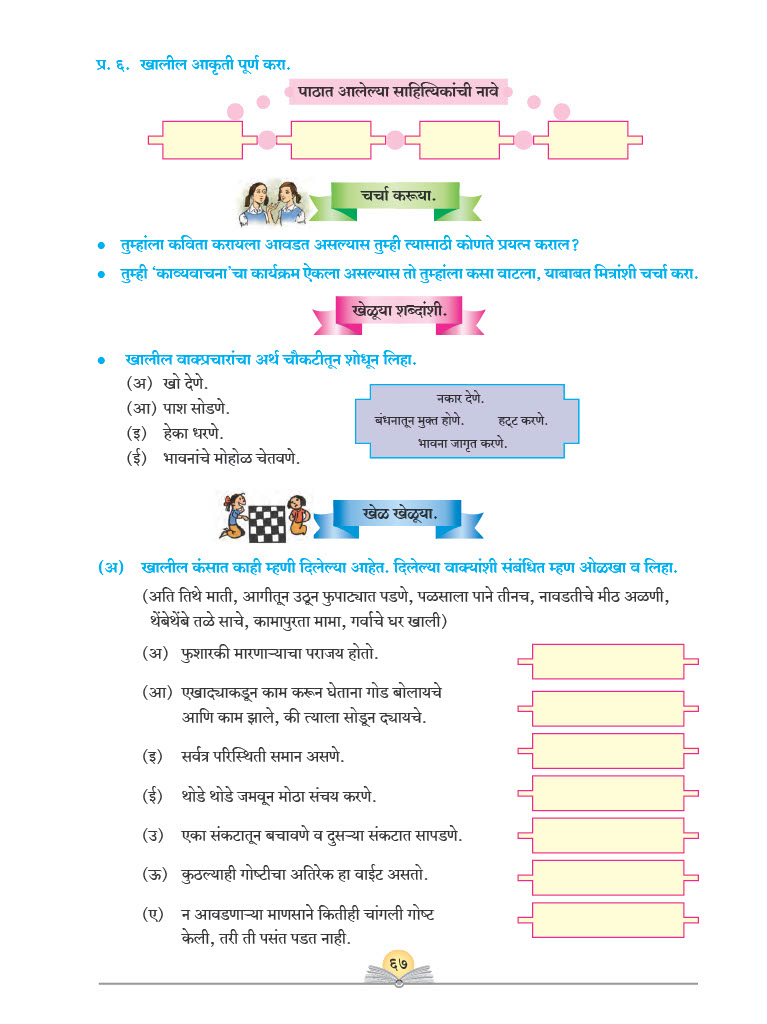 प्र. ६. खालील आकृती पूर्ण करा.
पाठात आलेल्या साहित्यिकांची नावे
चर्चा करूया.
• तुम्हांला कविता करायला आवडत असल्यास तुम्ही त्यासाठी कोणते प्रयत्न कराल?
• तुम्ही ‘काव्यवाचना’चा कार्यक्रम ऐकला असल्यास तो तुम्हांला कसा वाटला, याबाबत मित्रांशी चर्चा करा.
खेळूया शब्दांशी.
• खालील वाक्प्रचारांचा अर्थ चौकटीतून शोधून लिहा.
(अ) खो देणे.
(आ) पाश सोडणे.
(इ) हेका धरणे.
(ई) भावनांचे मोहोळ चेतवणे.
नकार देणे.
बंधनातून मुक्त होणे. हट्ट करणे.
भावना जागृत करणे.
खेळ खेळूया.
(अ) खालील कंसात काही म्हणी दिलेल्या आहेत. दिलेल्या वाक्यांशी संबंधित म्हण ओळखा व लिहा.
(अति तिथे माती, आगीतून उठून फुपाट्यात पडणे, पळसाला पाने तीनच, नावडतीचे मीठ अळणी,
थेंबेथेंबे तळे साचे, कामापुरता मामा, गर्वाचे घर खाली)
(अ) फुशारकी मारणाऱ्याचा पराजय होतो.
(आ) एखाद्याकडून काम करून घेताना गोड बोलायचे
आणि काम झाले, की त्याला सोडून द्यायचे.
(इ) सर्वत्र परिस्थिती समान असणे.
(ई) थोडे थोडे जमवून मोठा संचय करणे.
(उ) एका संकटातून बचावणे व दुसऱ्या संकटात सापडणे.
(ऊ) कुठल्याही गोष्टीचा अतिरेक हा वाईट असतो.
(ए) न आवडणाऱ्या माणसाने कितीही चांगली गोष्ट
केली, तरी ती पसंत पडत नाही.
६७